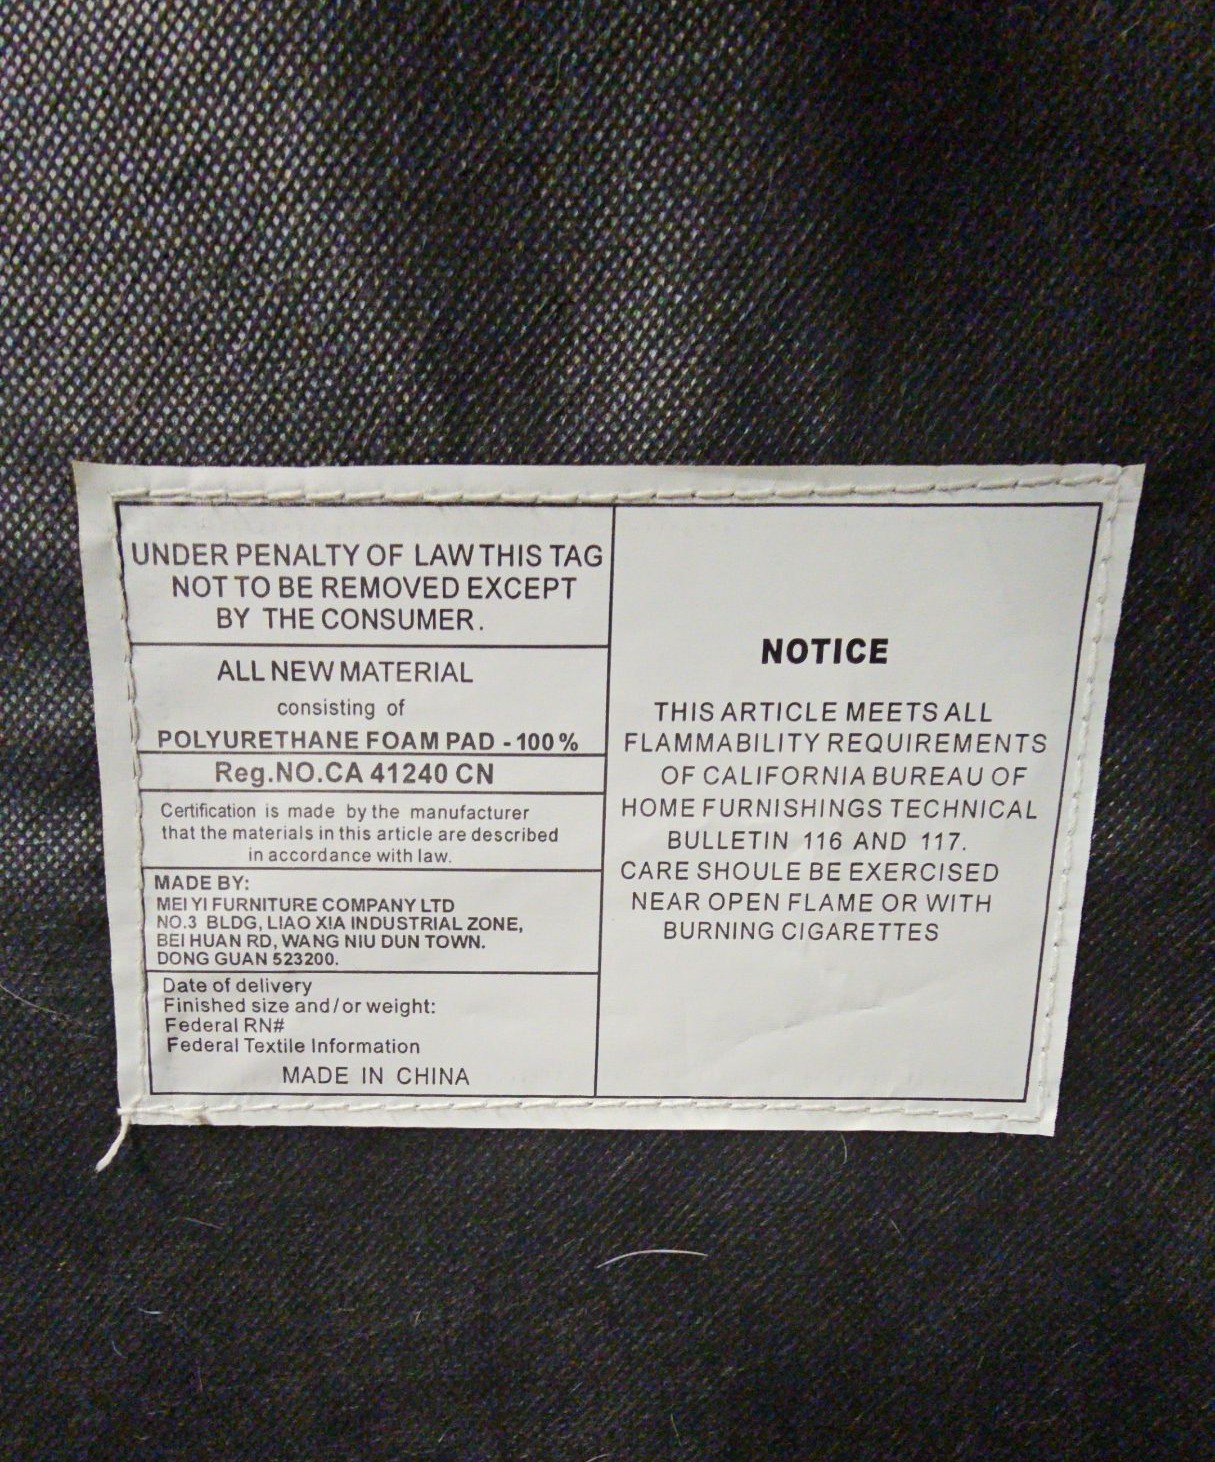 UNDER PENALTY OF LAW THIS TAG
NOT TO BE REMOVED EXCEPT
BY THE CONSUMER.
ALL NEW MATERIAL
consisting of
POLYURETHANE FOAM PAD - 100%
Reg.NO.CA 41240 CN
Certification is made by the manufacturer
that the materials in this article are described
in accordance with law.
MADE BY:
MEI YI FURNITURE COMPANY LTD
NO.3 BLDG, LIAO XIA INDUSTRIAL ZONE,
BEI HUAN RD, WANG NIU DUN TOWN.
DONG GUAN 523200.
Date of delivery
Finished size and/or weight:
Federal RN#
Federal Textile Information
MADE IN CHINA
NOTICE
THIS ARTICLE MEETS ALL
FLAMMABILITY REQUIREMENTS
OF CALIFORNIA BUREAU OF
HOME FURNISHINGS TECHNICAL
BULLETIN 116 AND 117.
CARE SHOULE BE EXERCISED
NEAR OPEN FLAME OR WITH
BURNING CIGARETTES